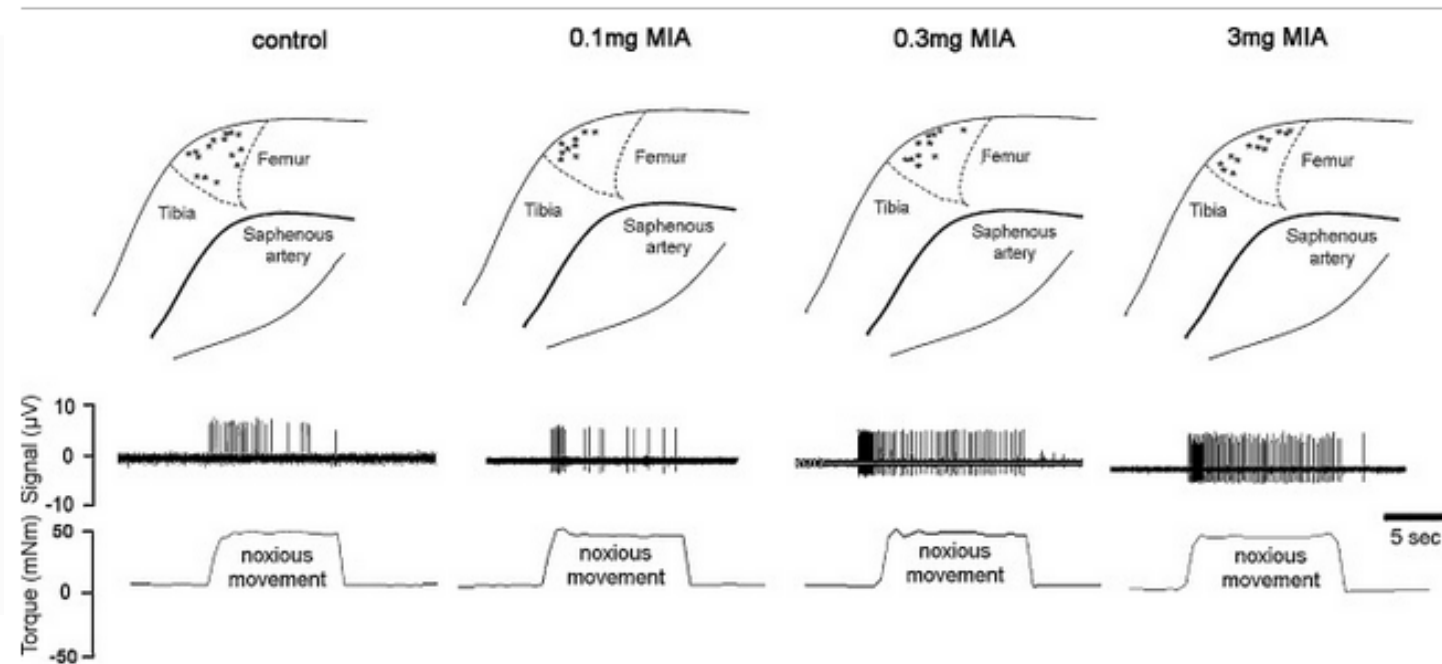 control
0.1mg MIA
0.3mg MIA
3mg MIA
Femur
Tibia
Saphenous
artery
Femur
Tibia
Saphenous
artery
Femur
Tibia
Saphenous
artery
Femur
Tibia
Saphenous
artery
Signal (µV)
10
0
-10
Torque (mNm)
50
0
-50
noxious
movement
noxious
movement
noxious
movement
noxious
movement
5 sec